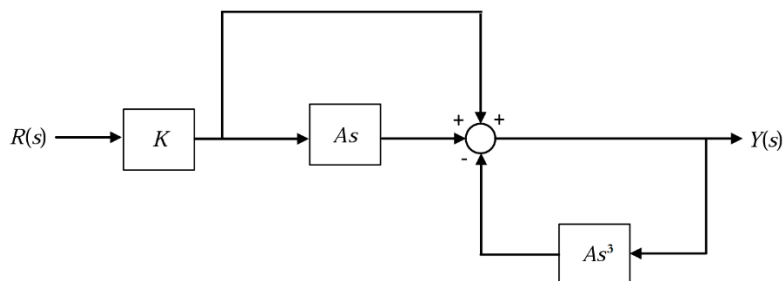 + +
R(s) K As Y(s)
-
As³